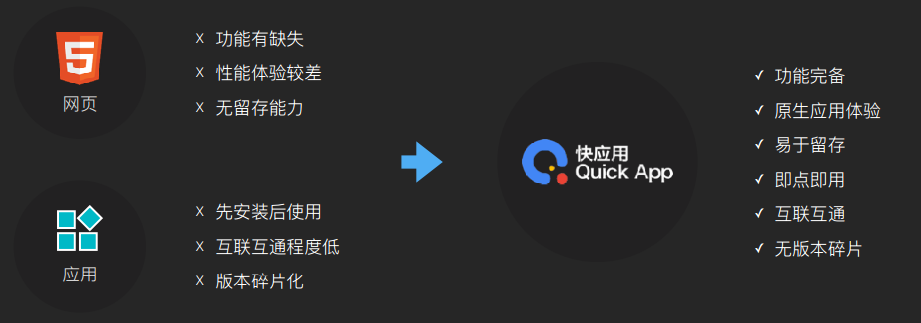 5
网页
X 功能有缺失
X 性能体验较差
X 无留存能力
应用
X 先安装后使用
X 互联互通程度低
X 版本碎片化
快应用
Quick App
✓ 功能完备
✓ 原生应用体验
✓ 易于留存
✓ 即点即用
✓ 互联互通
✓ 无版本碎片